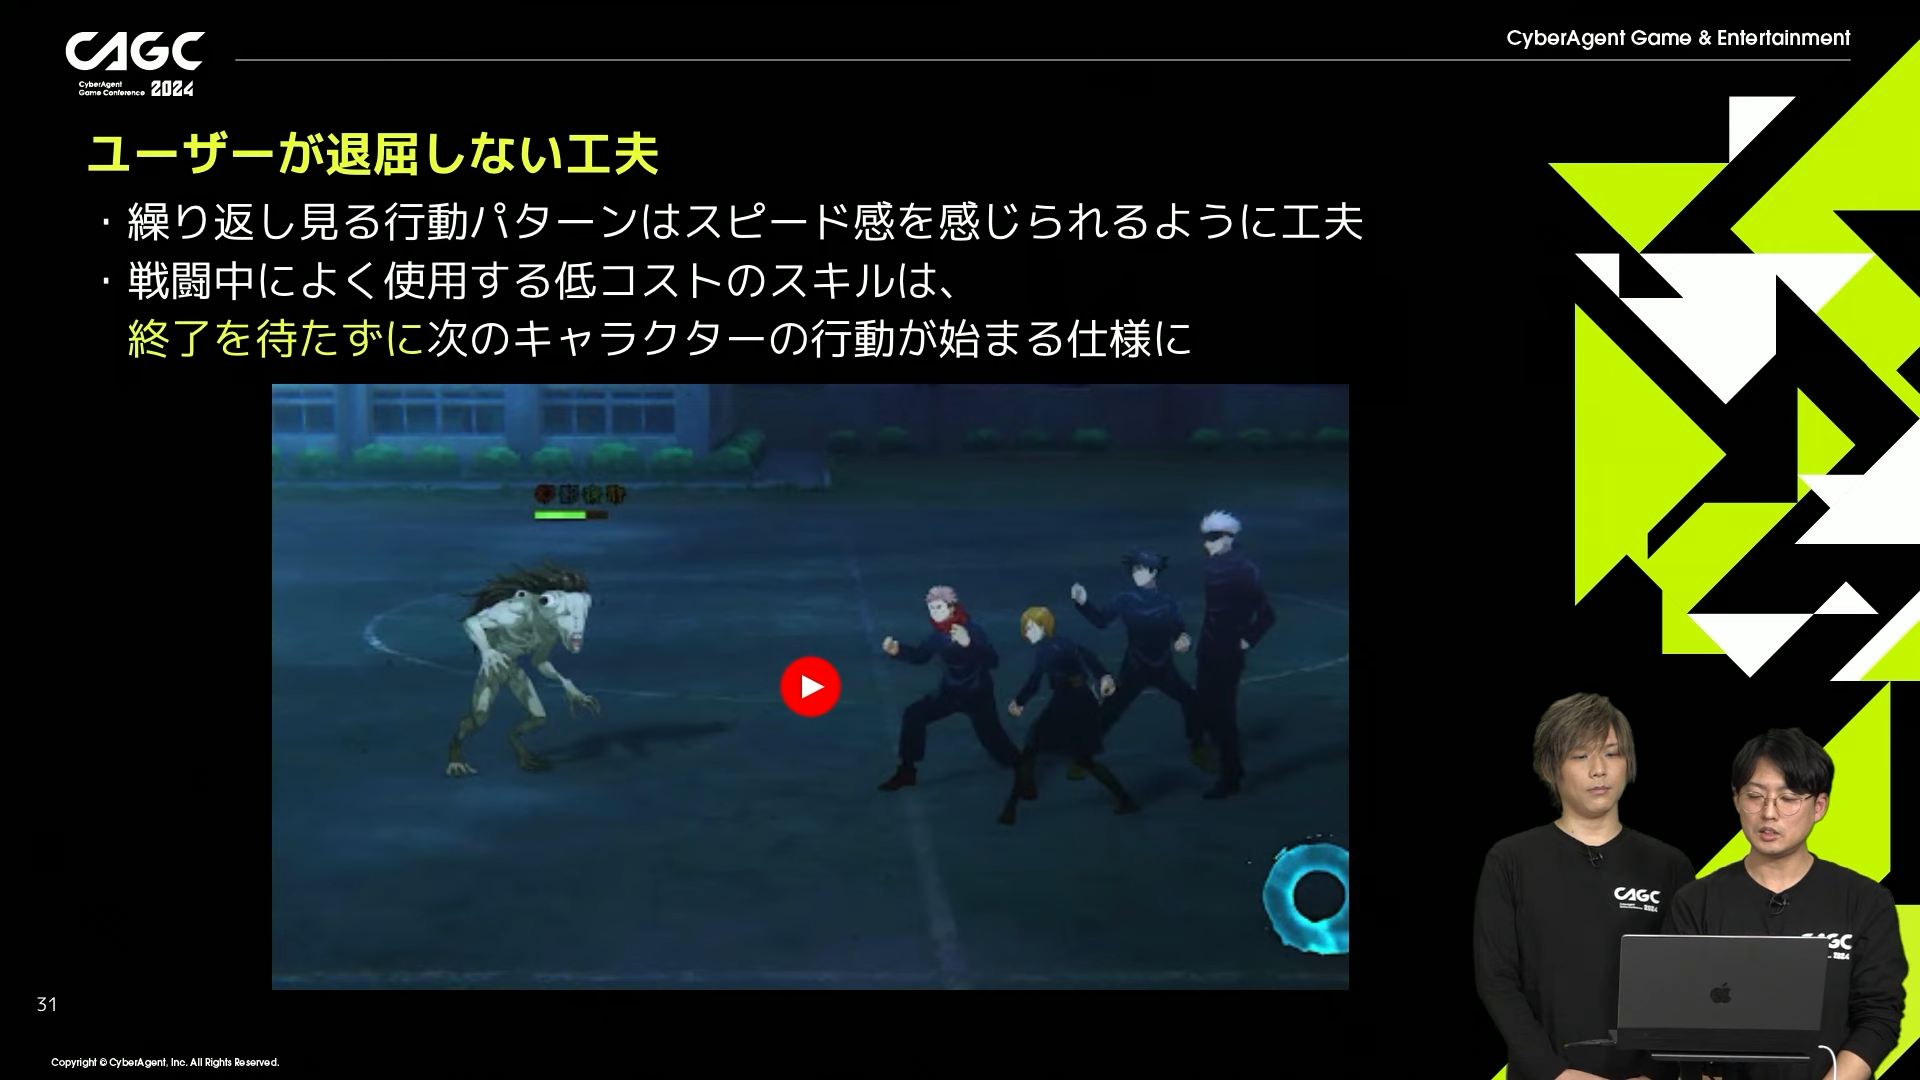 CAGC
CyberAgent
Game Conference 2024
CyberAgent Game & Entertainment
ユーザーが退屈しない工夫
・繰り返し見る行動パターンはスピード感を感じられるように工夫
・戦闘中によく使用する低コストのスキルは、
終了を待たずに次のキャラクターの行動が始まる仕様に
CAGC
2024
CAGC
2024
31
Copyright © CyberAgent, Inc. All Rights Reserved.